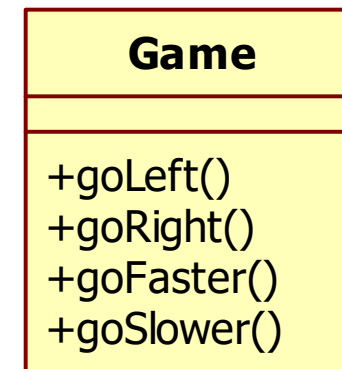 Game
+goLeft()
+goRight()
+goFaster()
+goSlower()